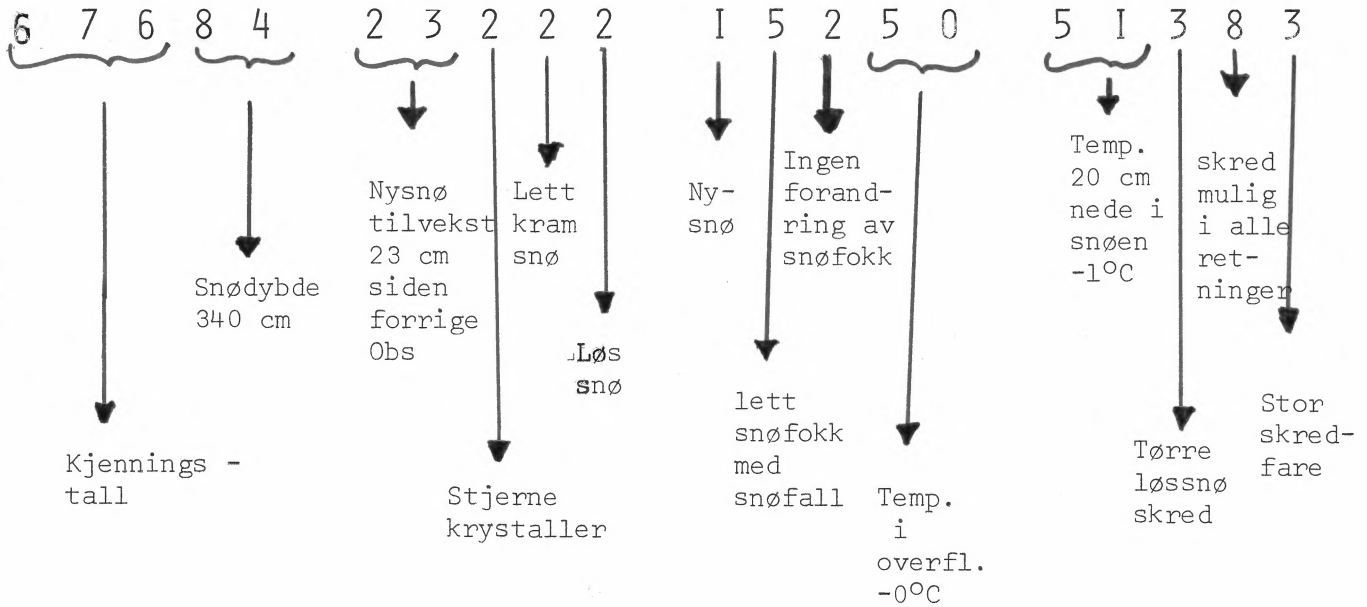 6 7 6 8 4 2 3 2 2 2 I 5 2 5 0 5 I 3 8 3
Snødybde
340 cm
Kjennings -
tall
Nysnø
tilvekst
23 cm
siden
forrige
Obs
Stjerne
krystaller
Lett
kram
snø
Løs
snø
Ny-
snø
lett
snøfokk
med
snøfall
Ingen
forand-
ring av
snøfokk
Temp.
i
overfl.
-0°C
Temp.
20 cm
nede i
snøen
-1°C
Tørre
løssnø
skred
skred
mulig
i alle
ret-
ninger
Stor
skred-
fare